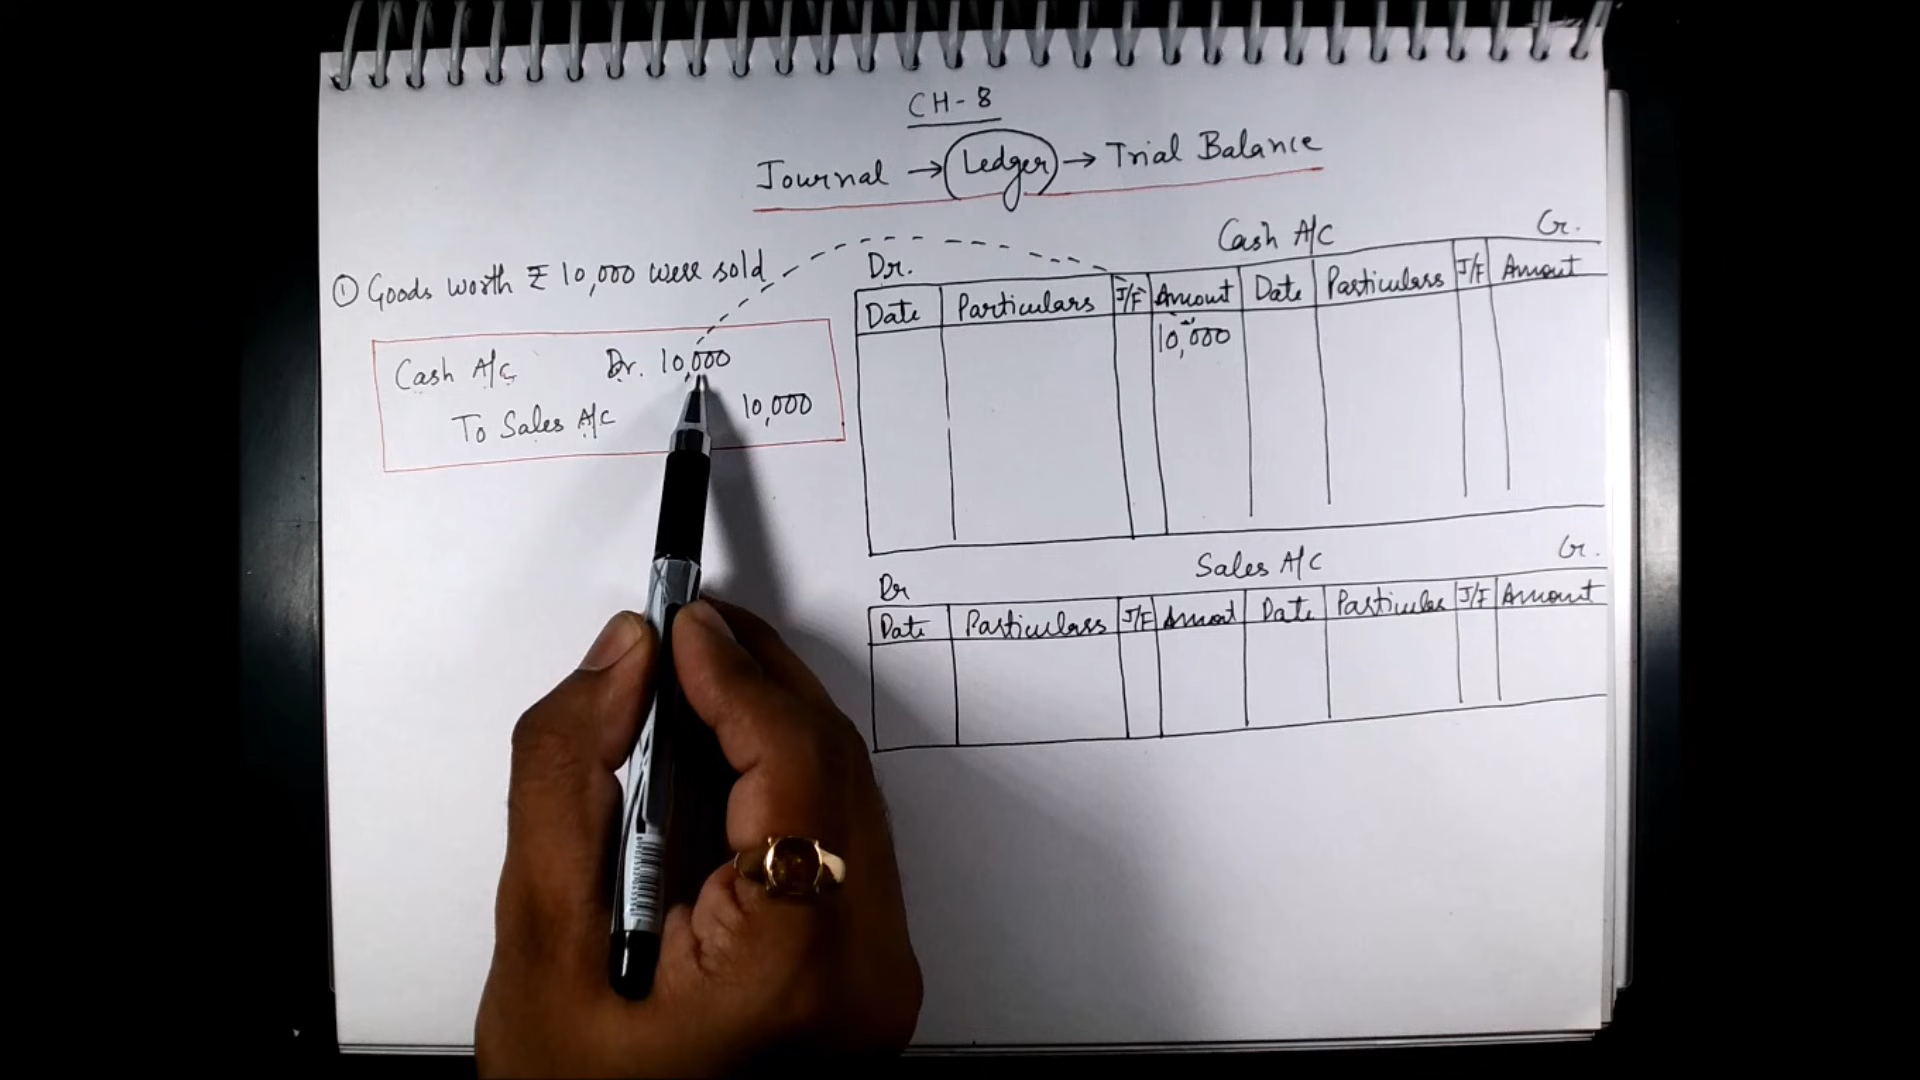 CH-8
Journal → Ledger → Trial Balance
① Goods worth ₹ 10,000 were sold
Cash A/C Dr. 10,000
To Sales A/C 10,000
Cash A/C
Dr. Cr.
Date Particulars J/F Amount Date Particulars J/F Amount
10,000
Sales A/C
Dr Cr.
Date Particulars J/F Amount Date Particulas J/F Amount